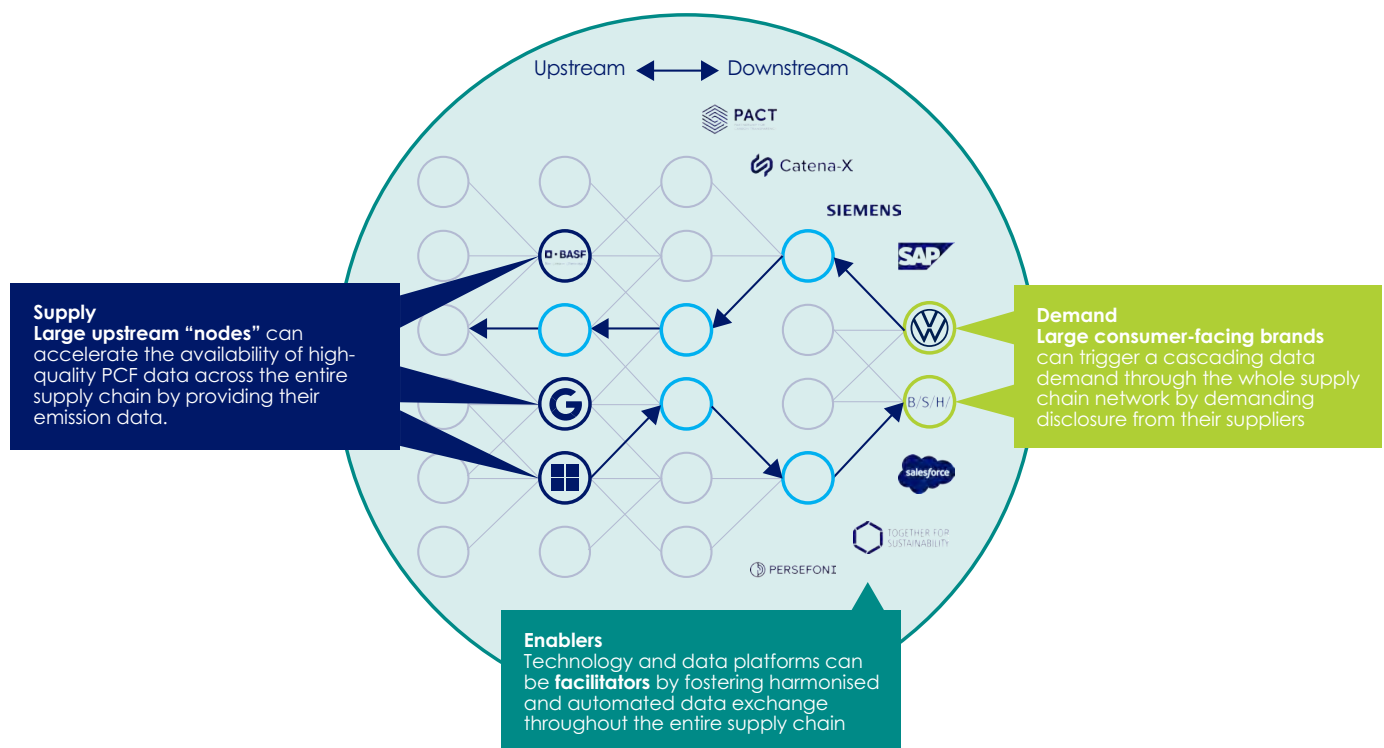 Upstream
Downstream
PACT
Catena-X
SIEMENS
BASF
SAP
Supply
Large upstream “nodes” can
accelerate the availability of high-
quality PCF data across the entire
supply chain by providing their
emission data.
VW
Demand
Large consumer-facing brands
can trigger a cascading data
demand through the whole supply
chain network by demanding
disclosure from their suppliers
G
B/S/H/
salesforce
TOGETHER FOR
SUSTAINABILITY
PERSEFONI
Enablers
Technology and data platforms can
be facilitators by fostering harmonised
and automated data exchange
throughout the entire supply chain